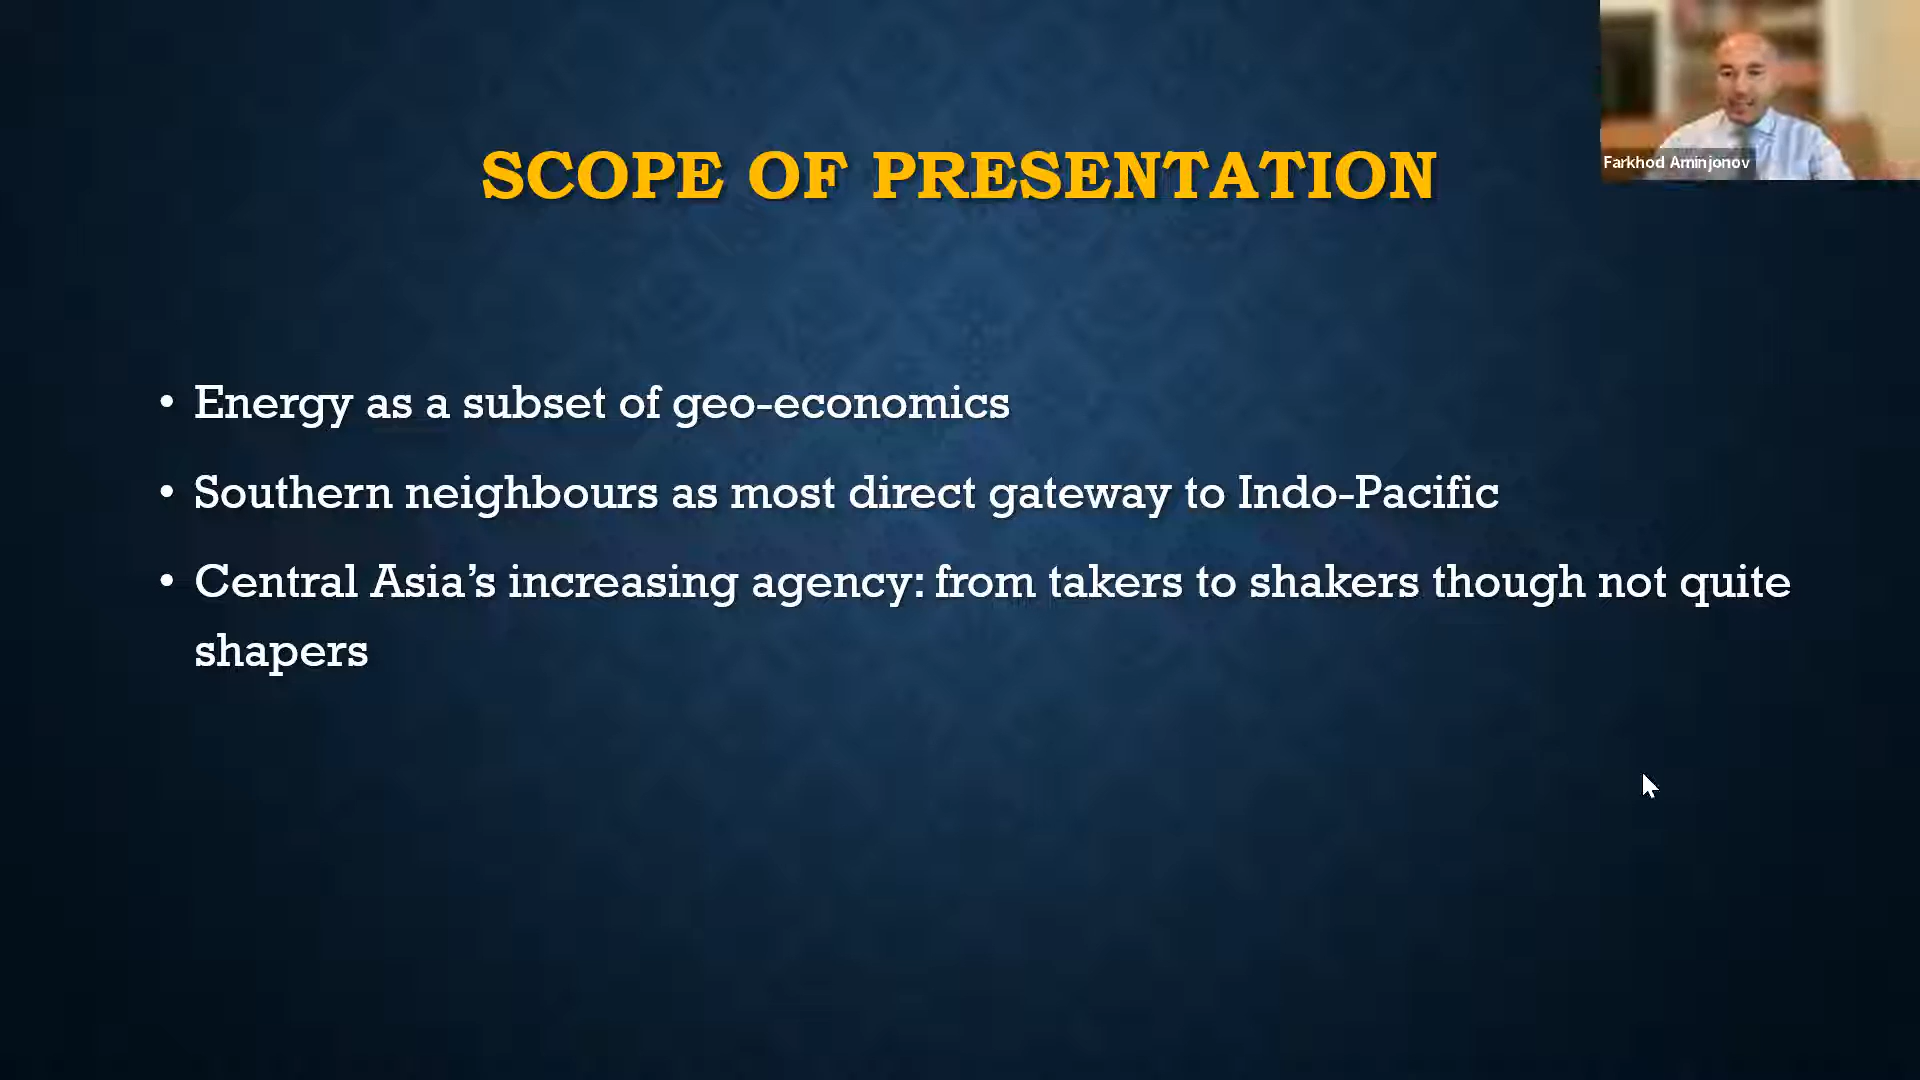 SCOPE OF PRESENTATION
Farkhod Aminjonov
• Energy as a subset of geo-economics
• Southern neighbours as most direct gateway to Indo-Pacific
• Central Asia’s increasing agency: from takers to shakers though not quite
shapers